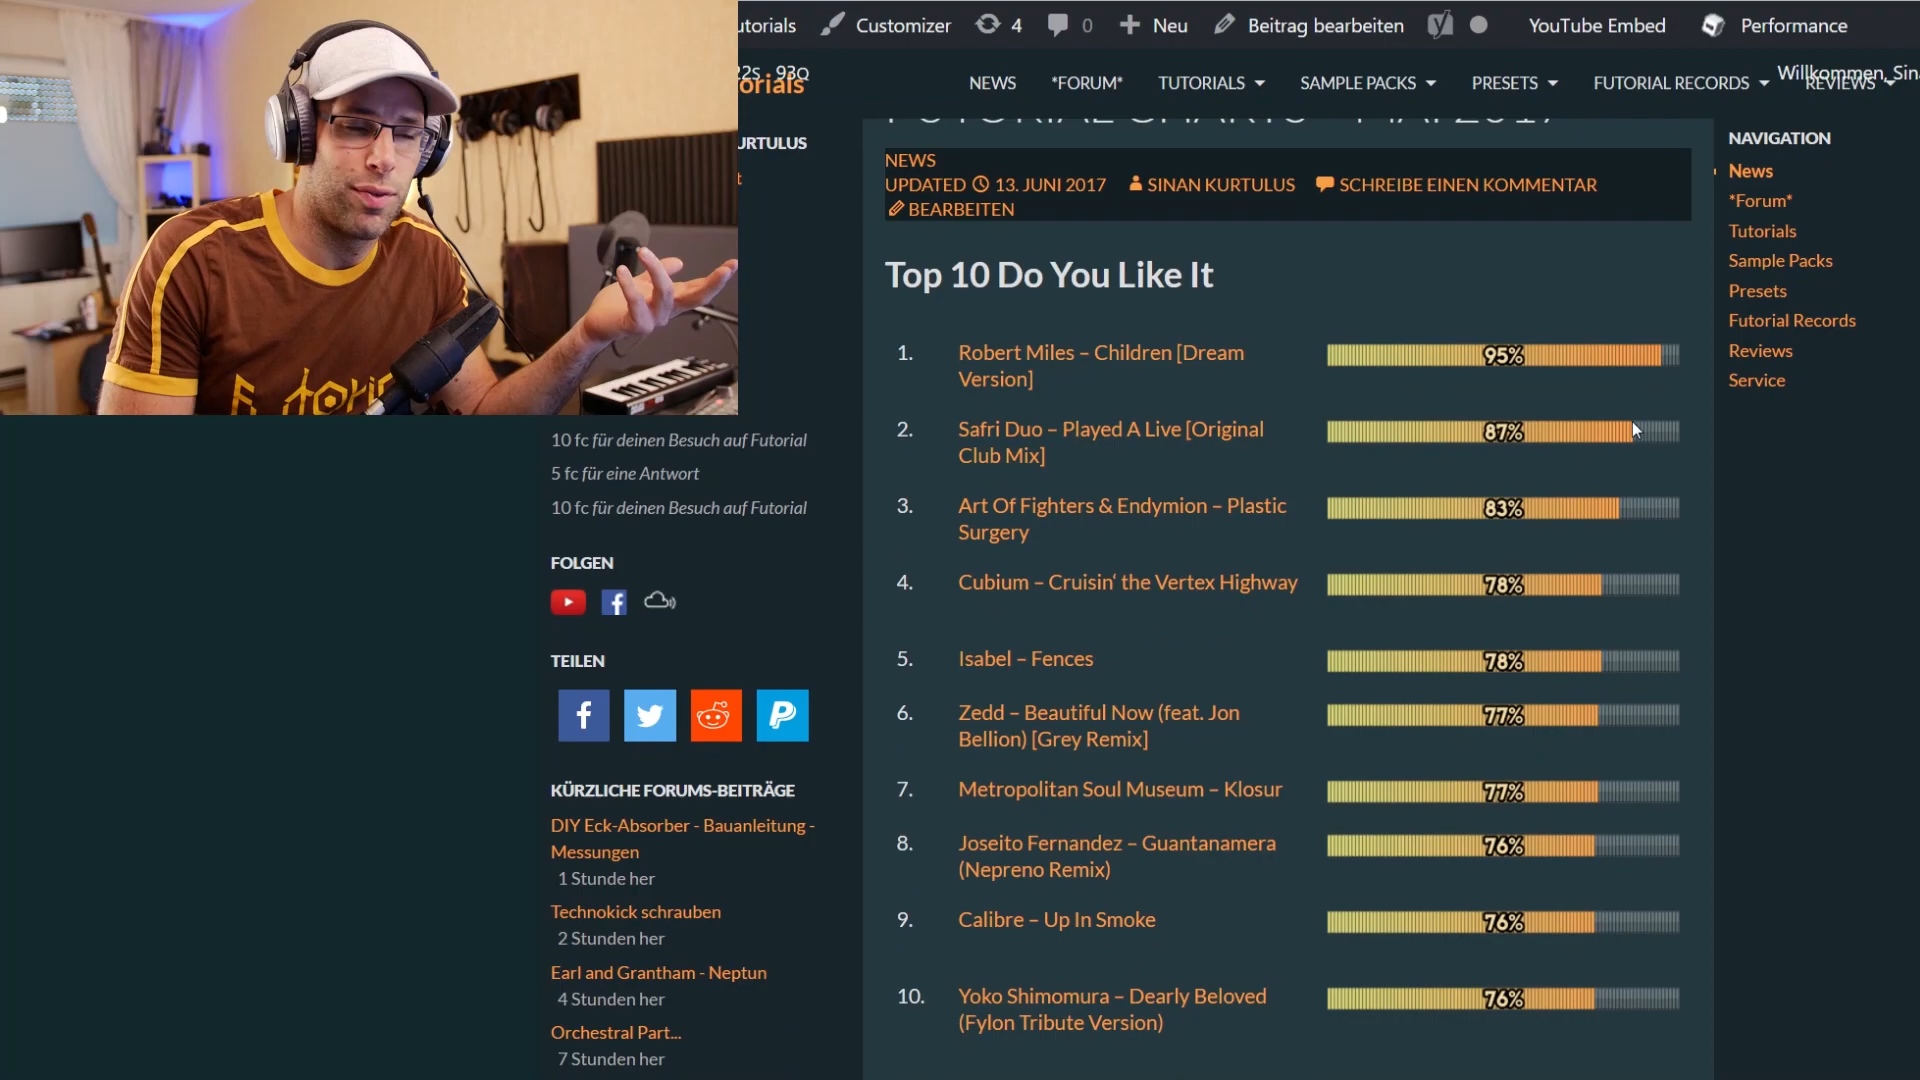 utorials Customizer 4 0 Neu Beitrag bearbeiten YouTube Embed Performance
22s 93Q Willkommen, Sina
orials NEWS *FORUM* TUTORIALS SAMPLE PACKS PRESETS FUTORIAL RECORDS REVIEWS
URTULUS
t
FUTORIAL CHARTS – MAI 2017
NEWS
UPDATED 13. JUNI 2017 SINAN KURTULUS SCHREIBE EINEN KOMMENTAR
BEARBEITEN
Top 10 Do You Like It
1. Robert Miles – Children [Dream
Version]
95%
2. Safri Duo – Played A Live [Original
Club Mix]
87%
3. Art Of Fighters & Endymion – Plastic
Surgery
83%
4. Cubium – Cruisin‘ the Vertex Highway
78%
5. Isabel – Fences
78%
6. Zedd – Beautiful Now (feat. Jon
Bellion) [Grey Remix]
77%
7. Metropolitan Soul Museum – Klosur
77%
8. Joseito Fernandez – Guantanamera
(Nepreno Remix)
76%
9. Calibre – Up In Smoke
76%
10. Yoko Shimomura – Dearly Beloved
(Fylon Tribute Version)
76%
NAVIGATION
News
*Forum*
Tutorials
Sample Packs
Presets
Futorial Records
Reviews
Service
10 fc für deinen Besuch auf Futorial
5 fc für eine Antwort
10 fc für deinen Besuch auf Futorial
FOLGEN
TEILEN
KÜRZLICHE FORUMS-BEITRÄGE
DIY Eck-Absorber - Bauanleitung -
Messungen
1 Stunde her
Technokick schrauben
2 Stunden her
Earl and Grantham - Neptun
4 Stunden her
Orchestral Part...
7 Stunden her